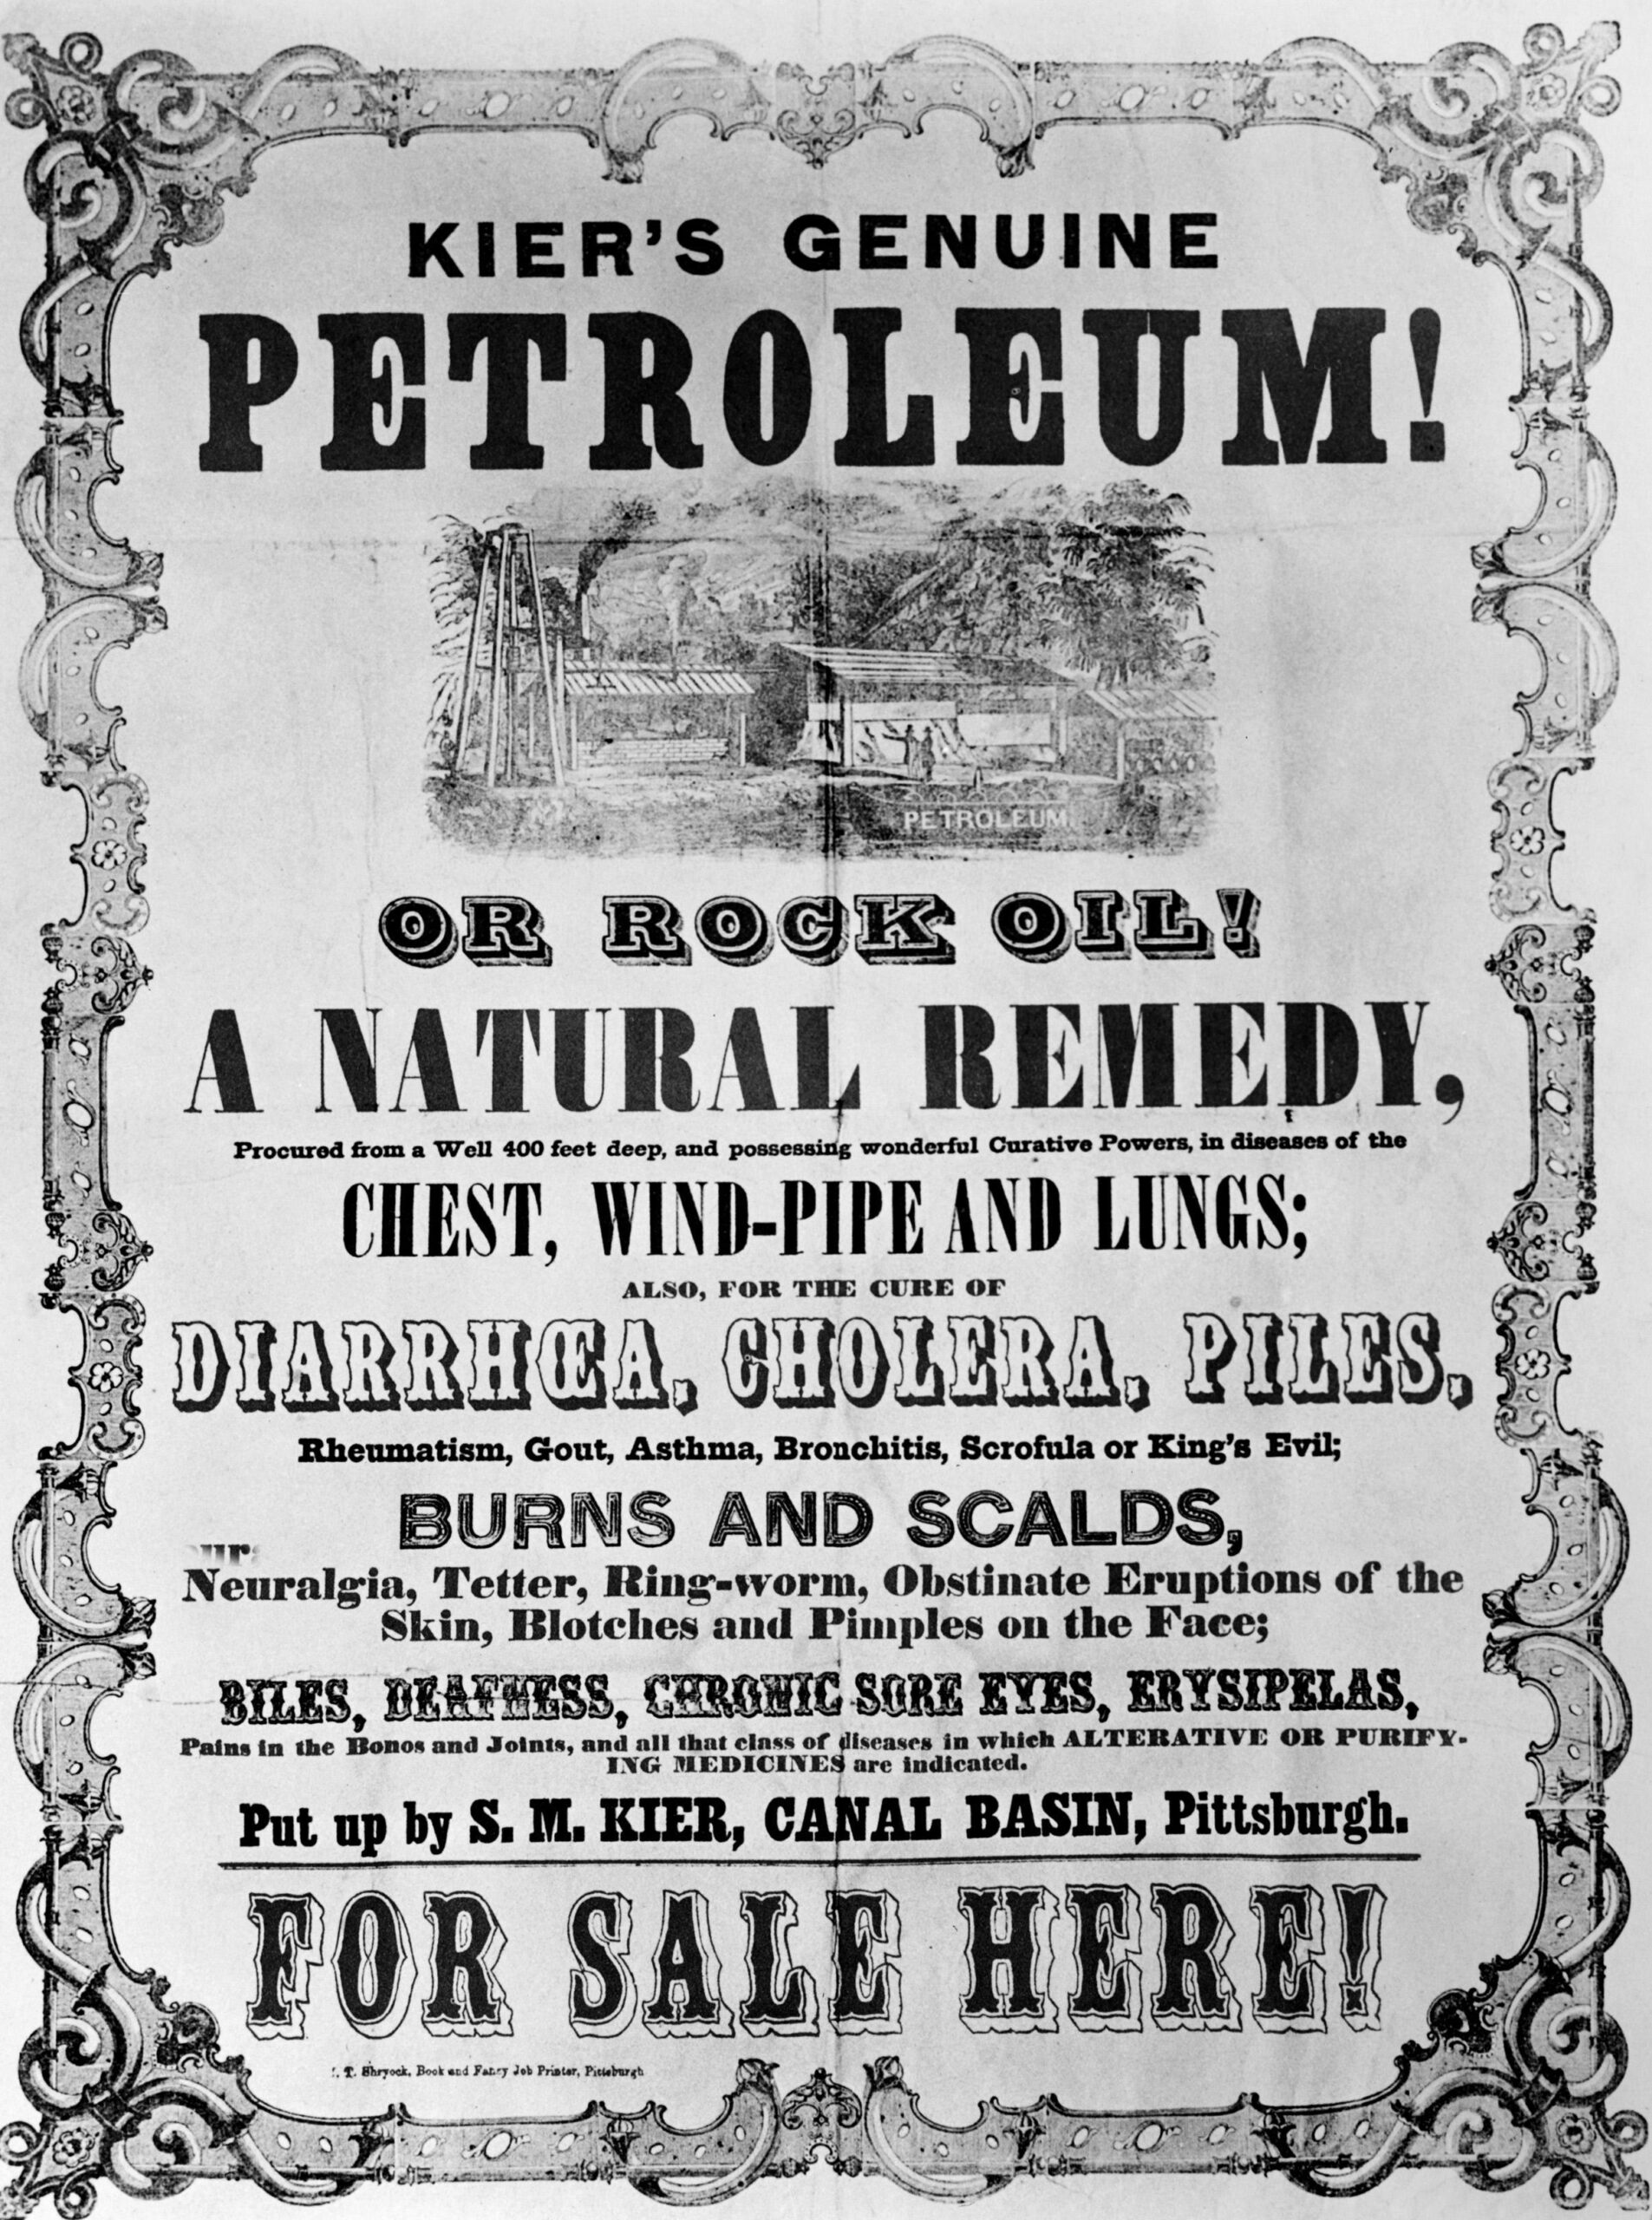 KIER'S GENUINE
PETROLEUM!
PETROLEUM.
OR ROCK OIL!
A NATURAL REMEDY,
Procured from a Well 400 feet deep, and possessing wonderful Curative Powers, in diseases of the
CHEST, WIND-PIPE AND LUNGS;
ALSO, FOR THE CURE OF
DIARRHŒA, CHOLERA, PILES,
Rheumatism, Gout, Asthma, Bronchitis, Scrofula or King's Evil;
BURNS AND SCALDS,
Neuralgia, Tetter, Ring-worm, Obstinate Eruptions of the
Skin, Blotches and Pimples on the Face;
BILES, DEAFNESS, CHRONIC SORE EYES, ERYSIPELAS,
Pains in the Bones and Joints, and all that class of diseases in which ALTERATIVE OR PURIFY-
ING MEDICINES are indicated.
Put up by S. M. KIER, CANAL BASIN, Pittsburgh.
FOR SALE HERE!
T. Shryock, Book and Fancy Job Printer, Pittsburgh